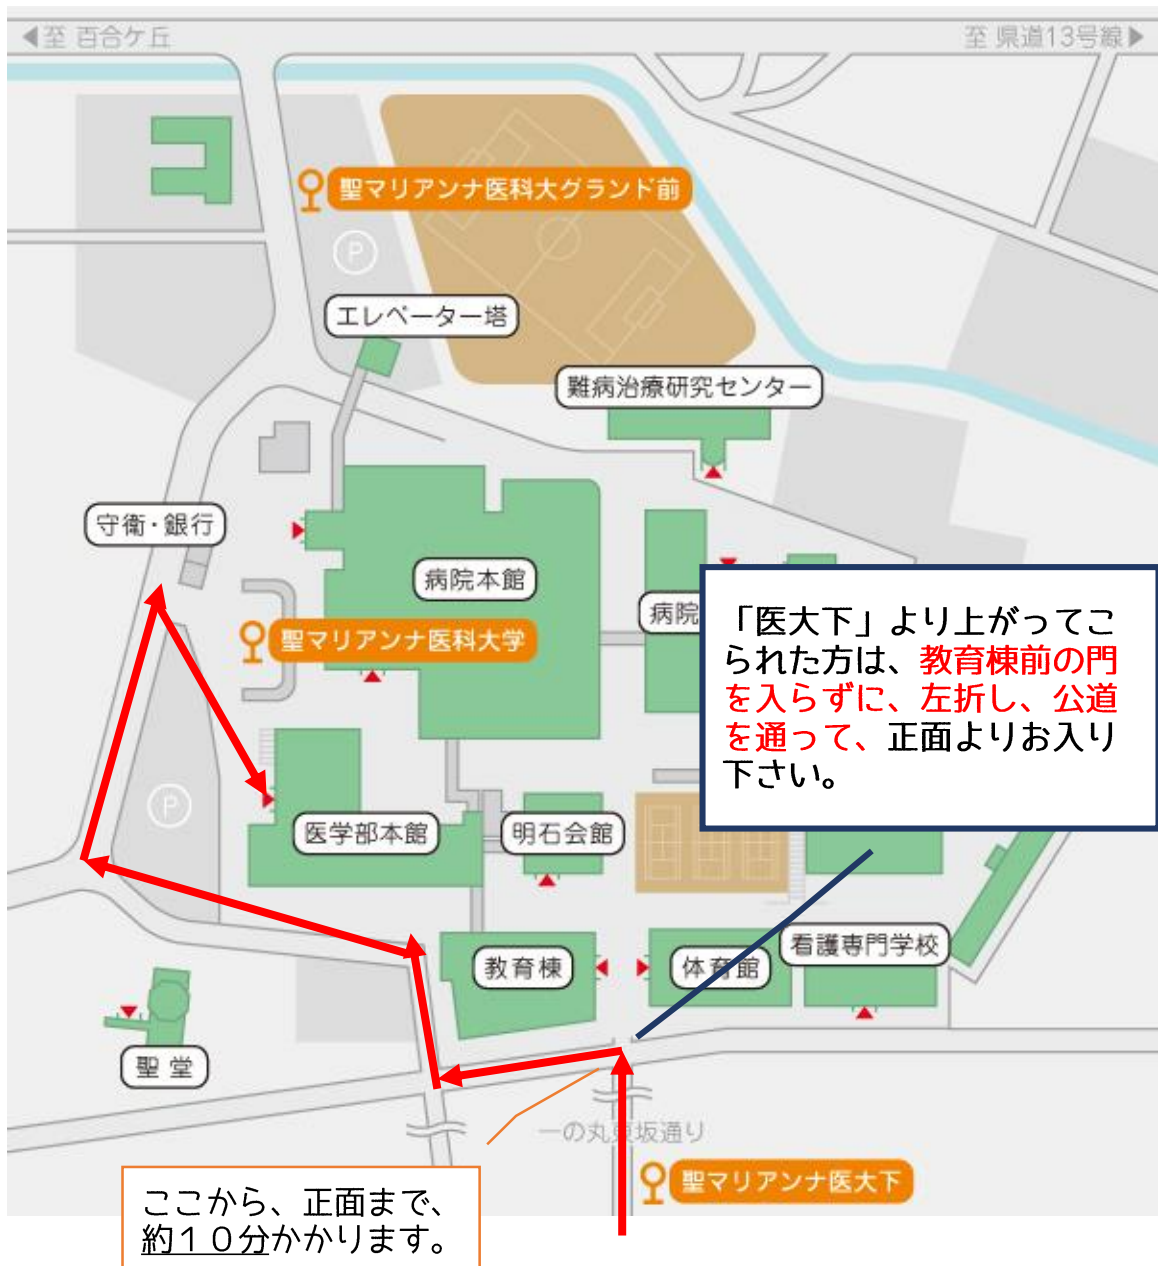 至 百合ケ丘
至 県道13号線
聖マリアンナ医科大グランド前
P
エレベーター塔
難病治療研究センター
守衛・銀行
病院本館
病院
聖マリアンナ医科大学
「医大下」より上がってこ
られた方は、教育棟前の門
を入らずに、左折し、公道
を通って、正面よりお入り
下さい。
P
医学部本館
明石会館
教育棟
体育館
看護専門学校
聖堂
一の丸東坂通り
聖マリアンナ医大下
ここから、正面まで、
約１０分かかります。